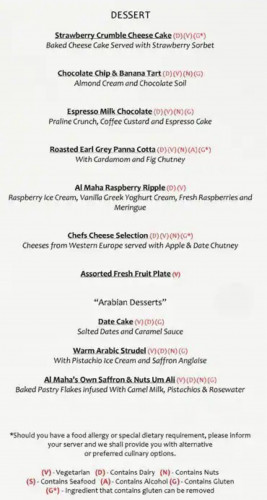 DESSERT
Strawberry Crumble Cheese Cake (D)(V)(G*)
Baked Cheese Cake Served with Strawberry Sorbet
Chocolate Chip & Banana Tart (D)(V)(N)(G)
Almond Cream and Chocolate Soil
Espresso Milk Chocolate (D)(V)(N)(G)
Praline Crunch, Coffee Custard and Espresso Cake
Roasted Earl Grey Panna Cotta (D)(V)(N)(A)(G*)
With Cardamom and Fig Chutney
Al Maha Raspberry Ripple (D)(V)
Raspberry Ice Cream, Vanilla Greek Yoghurt Cream, Fresh Raspberries and
Meringue
Chefs Cheese Selection (D)(V)(N)(G*)
Cheeses from Western Europe served with Apple & Date Chutney
Assorted Fresh Fruit Plate (V)
“Arabian Desserts”
Date Cake (V)(D)(G)
Salted Dates and Caramel Sauce
Warm Arabic Strudel (V)(D)(N)(G)
With Pistachio Ice Cream and Saffron Anglaise
Al Maha's Own Saffron & Nuts Um Ali (V)(D)(N)(G)
Baked Pastry Flakes Infused With Camel Milk, Pistachios & Rosewater
*Should you have a food allergy or special dietary requirement, please inform
your server and we shall provide you with alternative
or preferred culinary options.
(V) - Vegetarian (D) - Contains Dairy (N) - Contains Nuts
(S) - Contains Seafood (A) - Contains Alcohol (G) - Contains Gluten
(G*) - Ingredient that contains gluten can be removed